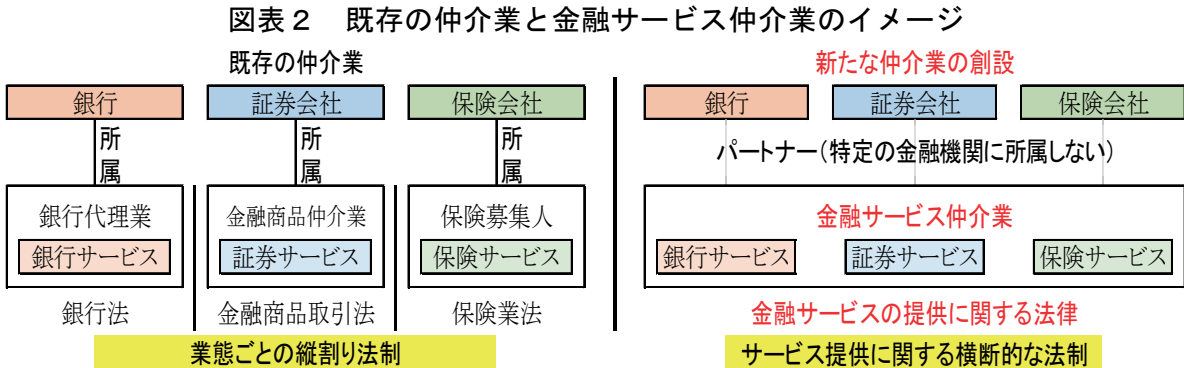 図表２　既存の仲介業と金融サービス仲介業のイメージ
既存の仲介業
銀行
証券会社
保険会社
所属
所属
所属
銀行代理業
銀行サービス
金融商品仲介業
証券サービス
保険募集人
保険サービス
銀行法
金融商品取引法
保険業法
業態ごとの縦割り法制
新たな仲介業の創設
銀行
証券会社
保険会社
パートナー（特定の金融機関に所属しない）
金融サービス仲介業
銀行サービス
証券サービス
保険サービス
金融サービスの提供に関する法律
サービス提供に関する横断的な法制